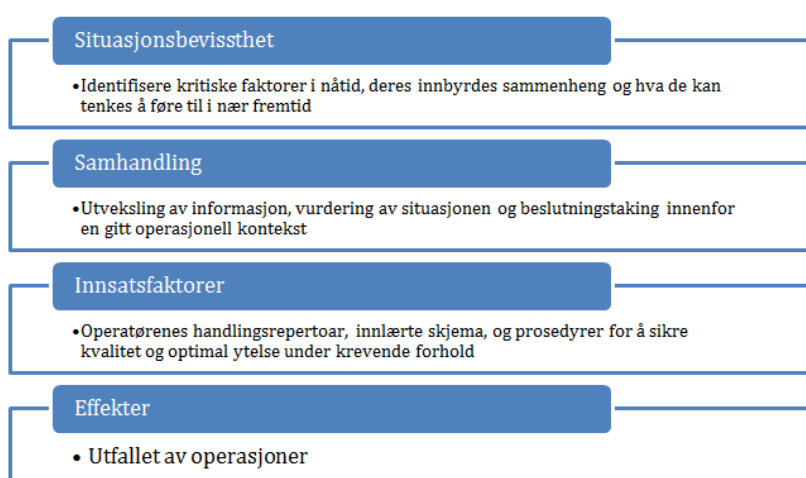 Situasjonsbevissthet
•Identifisere kritiske faktorer i nåtid, deres innbyrdes sammenheng og hva de kan
tenkes å føre til i nær fremtid
Samhandling
•Utveksling av informasjon, vurdering av situasjonen og beslutningstaking innenfor
en gitt operasjonell kontekst
Innsatsfaktorer
•Operatørenes handlingsrepertoar, innlærte skjema, og prosedyrer for å sikre
kvalitet og optimal ytelse under krevende forhold
Effekter
• Utfallet av operasjoner